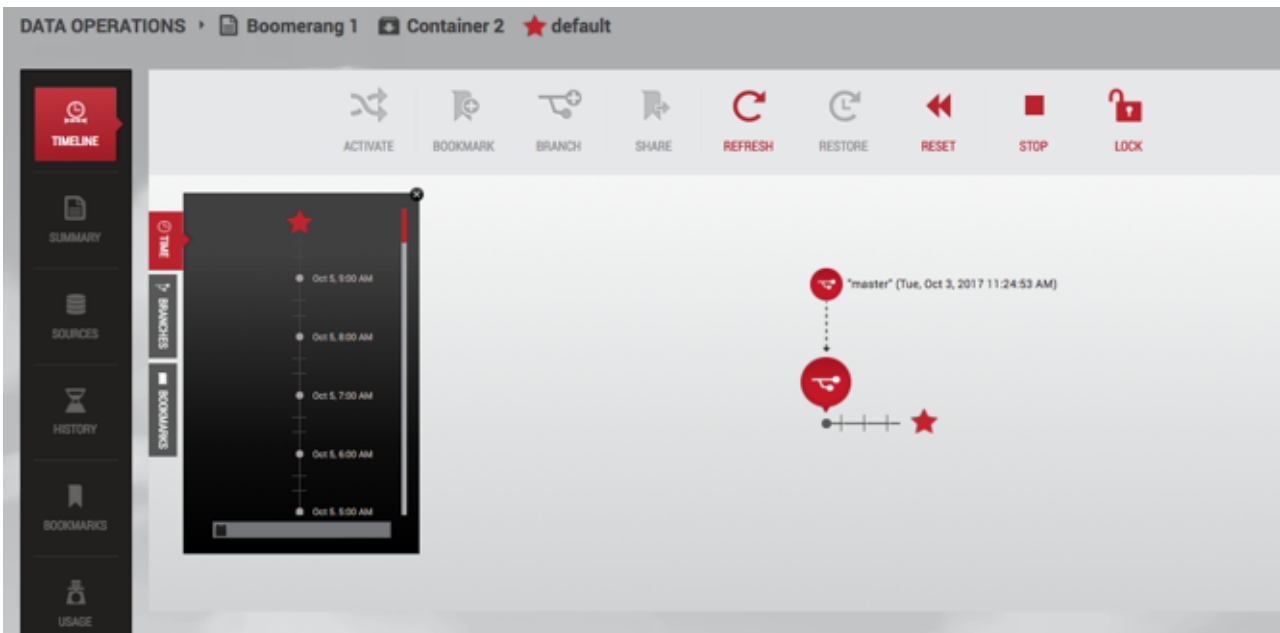 DATA OPERATIONS Boomerang 1 Container 2 default
TIMELINE
SUMMARY
SOURCES
HISTORY
BOOKMARKS
USAGE
ACTIVATE BOOKMARK BRANCH SHARE REFRESH RESTORE RESET STOP LOCK
TIME
BRANCHES
BOOKMARKS
Oct 5, 9:00 AM
Oct 5, 8:00 AM
Oct 5, 7:00 AM
Oct 5, 6:00 AM
Oct 5, 5:00 AM
"master" (Tue, Oct 3, 2017 11:24:53 AM)